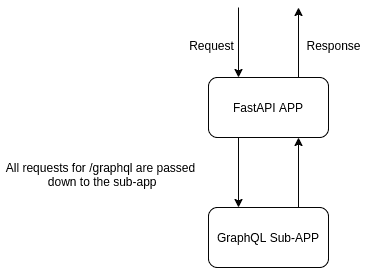 Request
Response
FastAPI APP
All requests for /graphql are passed
down to the sub-app
GraphQL Sub-APP